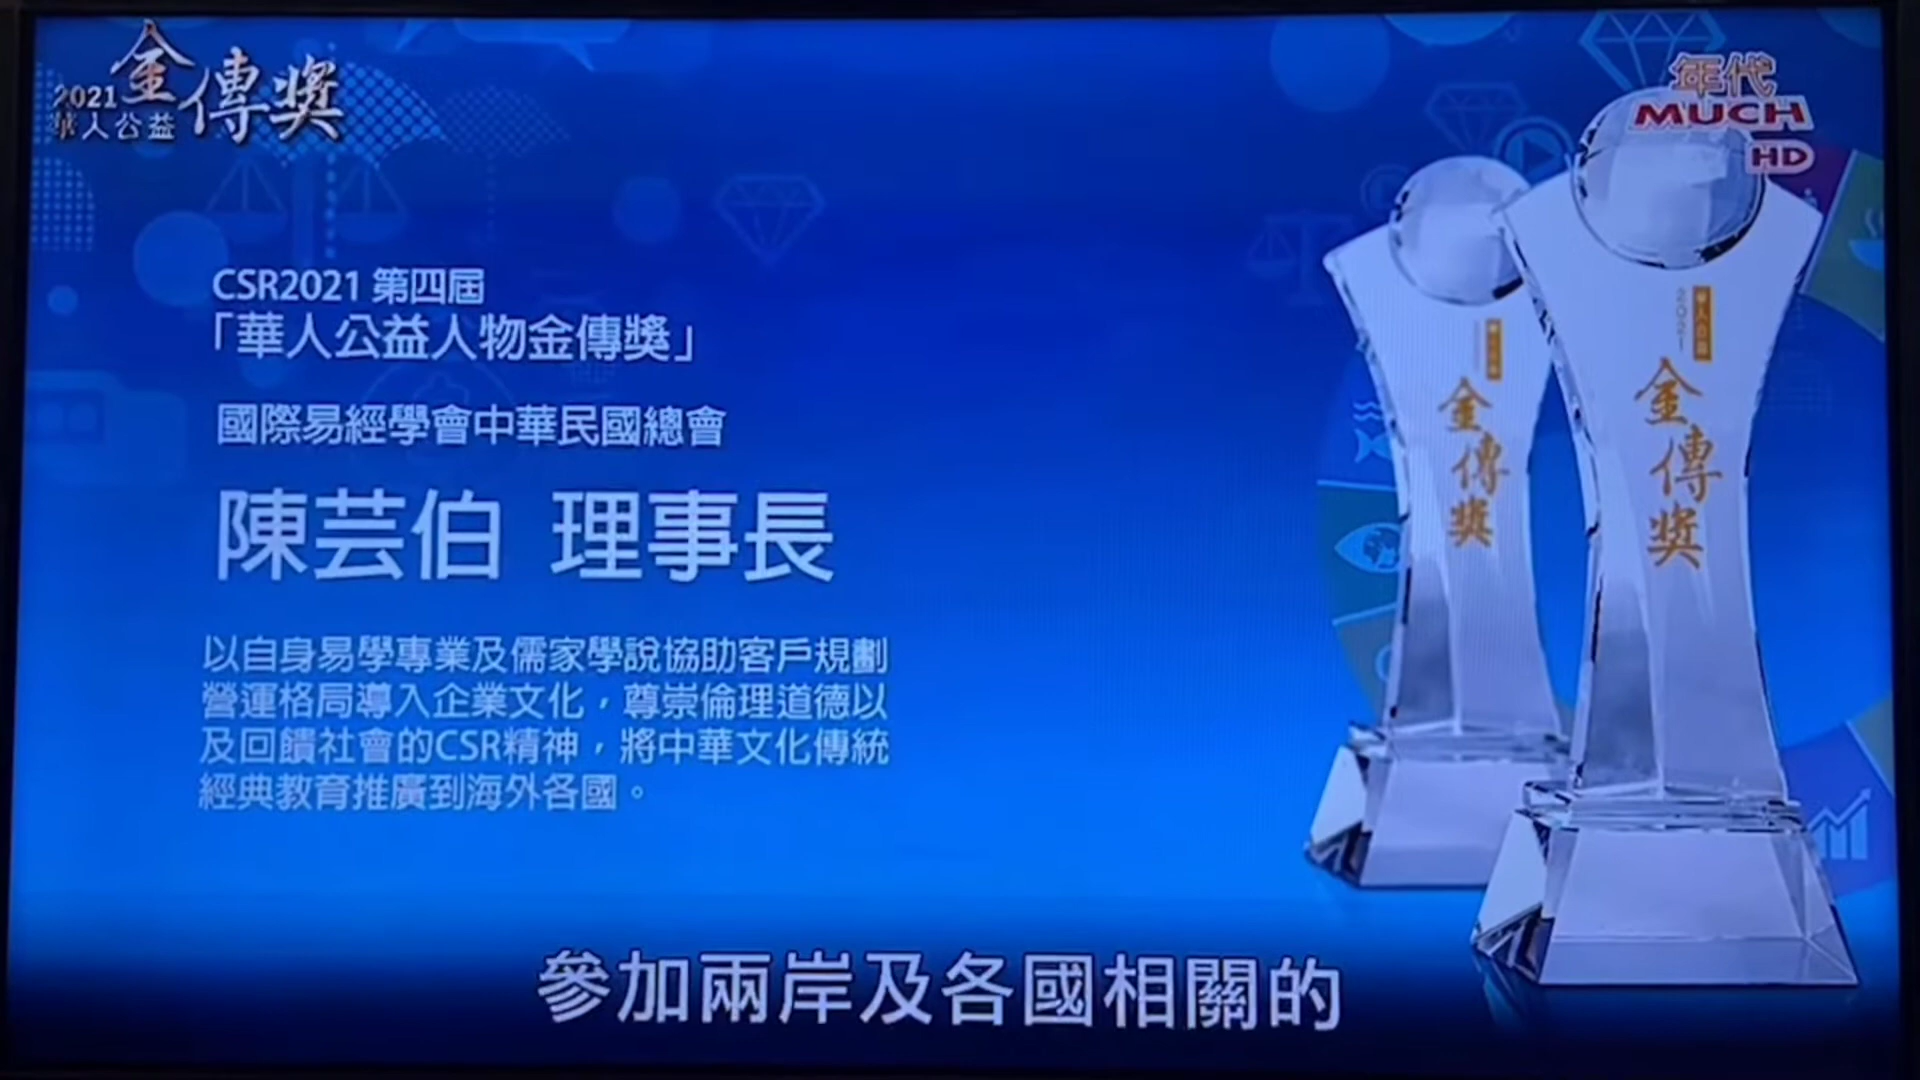 2021
華人公益
金傳獎
年代
MUCH
HD
CSR2021 第四屆
「華人公益人物金傳獎」
國際易經學會中華民國總會
陳芸伯 理事長
以自身易學專業及儒家學說協助客戶規劃
營運格局導入企業文化，尊崇倫理道德以
及回饋社會的CSR精神，將中華文化傳統
經典教育推廣到海外各國。
金傳獎
2021
華人公益
金傳獎
參加兩岸及各國相關的